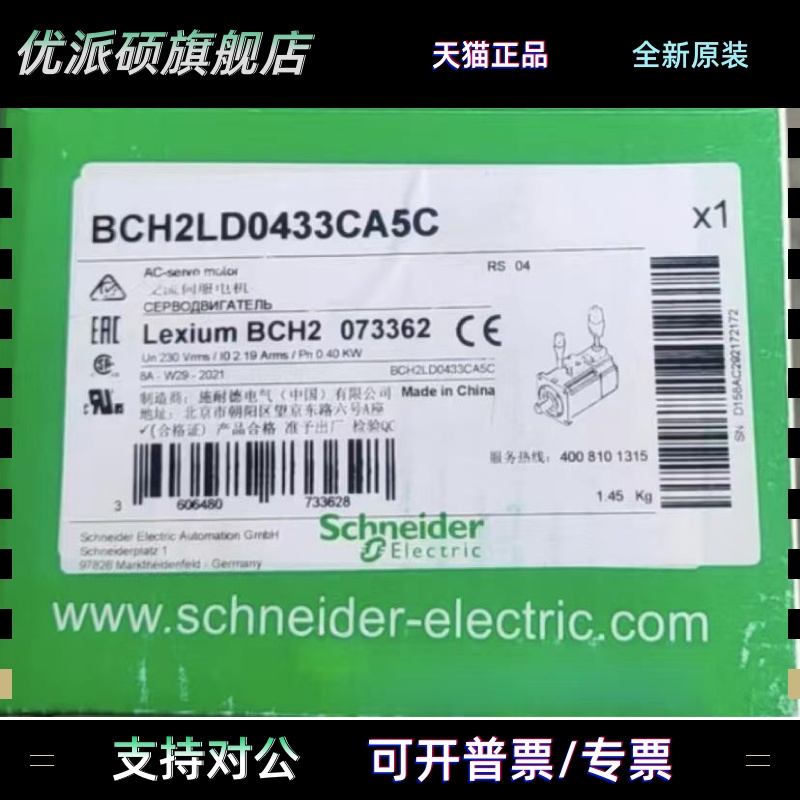 优派硕旗舰店
天猫正品
全新原装
BCH2LD0433CA5C
x1
AC-servo motor
RS 04
交流伺服电机
СЕРВОДВИГАТЕЛЬ
EAC
Lexium BCH2 073362
CE
Un 230 Vrms / I0 2.19 Arms / Pn 0.40 KW
8A - W29 - 2021
BCH2LD0433CA5C
制造商：施耐德电气（中国）有限公司
Made in China
地址：北京市朝阳区望京东路六号A座
✓(合格证）产品合格 准予出厂 检验QC
服务热线：400 810 1315
SN D158AC292172172
3 606480 733628
1.45 Kg
Schneider Electric Automation GmbH
Schneiderplatz 1
97828 Marktheidenfeld - Germany
Schneider
Electric
www.schneider-electric.com
支持对公
可开普票/专票